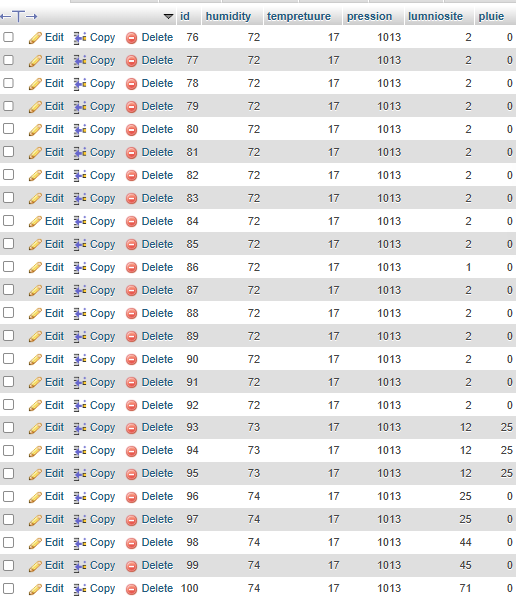 id humidity tempretuure pression lumniosite pluie
Edit Copy Delete 76 72 17 1013 2 0
Edit Copy Delete 77 72 17 1013 2 0
Edit Copy Delete 78 72 17 1013 2 0
Edit Copy Delete 79 72 17 1013 2 0
Edit Copy Delete 80 72 17 1013 2 0
Edit Copy Delete 81 72 17 1013 2 0
Edit Copy Delete 82 72 17 1013 2 0
Edit Copy Delete 83 72 17 1013 2 0
Edit Copy Delete 84 72 17 1013 2 0
Edit Copy Delete 85 72 17 1013 2 0
Edit Copy Delete 86 72 17 1013 1 0
Edit Copy Delete 87 72 17 1013 2 0
Edit Copy Delete 88 72 17 1013 2 0
Edit Copy Delete 89 72 17 1013 2 0
Edit Copy Delete 90 72 17 1013 2 0
Edit Copy Delete 91 72 17 1013 2 0
Edit Copy Delete 92 72 17 1013 2 0
Edit Copy Delete 93 73 17 1013 12 25
Edit Copy Delete 94 73 17 1013 12 25
Edit Copy Delete 95 73 17 1013 12 25
Edit Copy Delete 96 74 17 1013 25 0
Edit Copy Delete 97 74 17 1013 25 0
Edit Copy Delete 98 74 17 1013 44 0
Edit Copy Delete 99 74 17 1013 45 0
Edit Copy Delete 100 74 17 1013 71 0